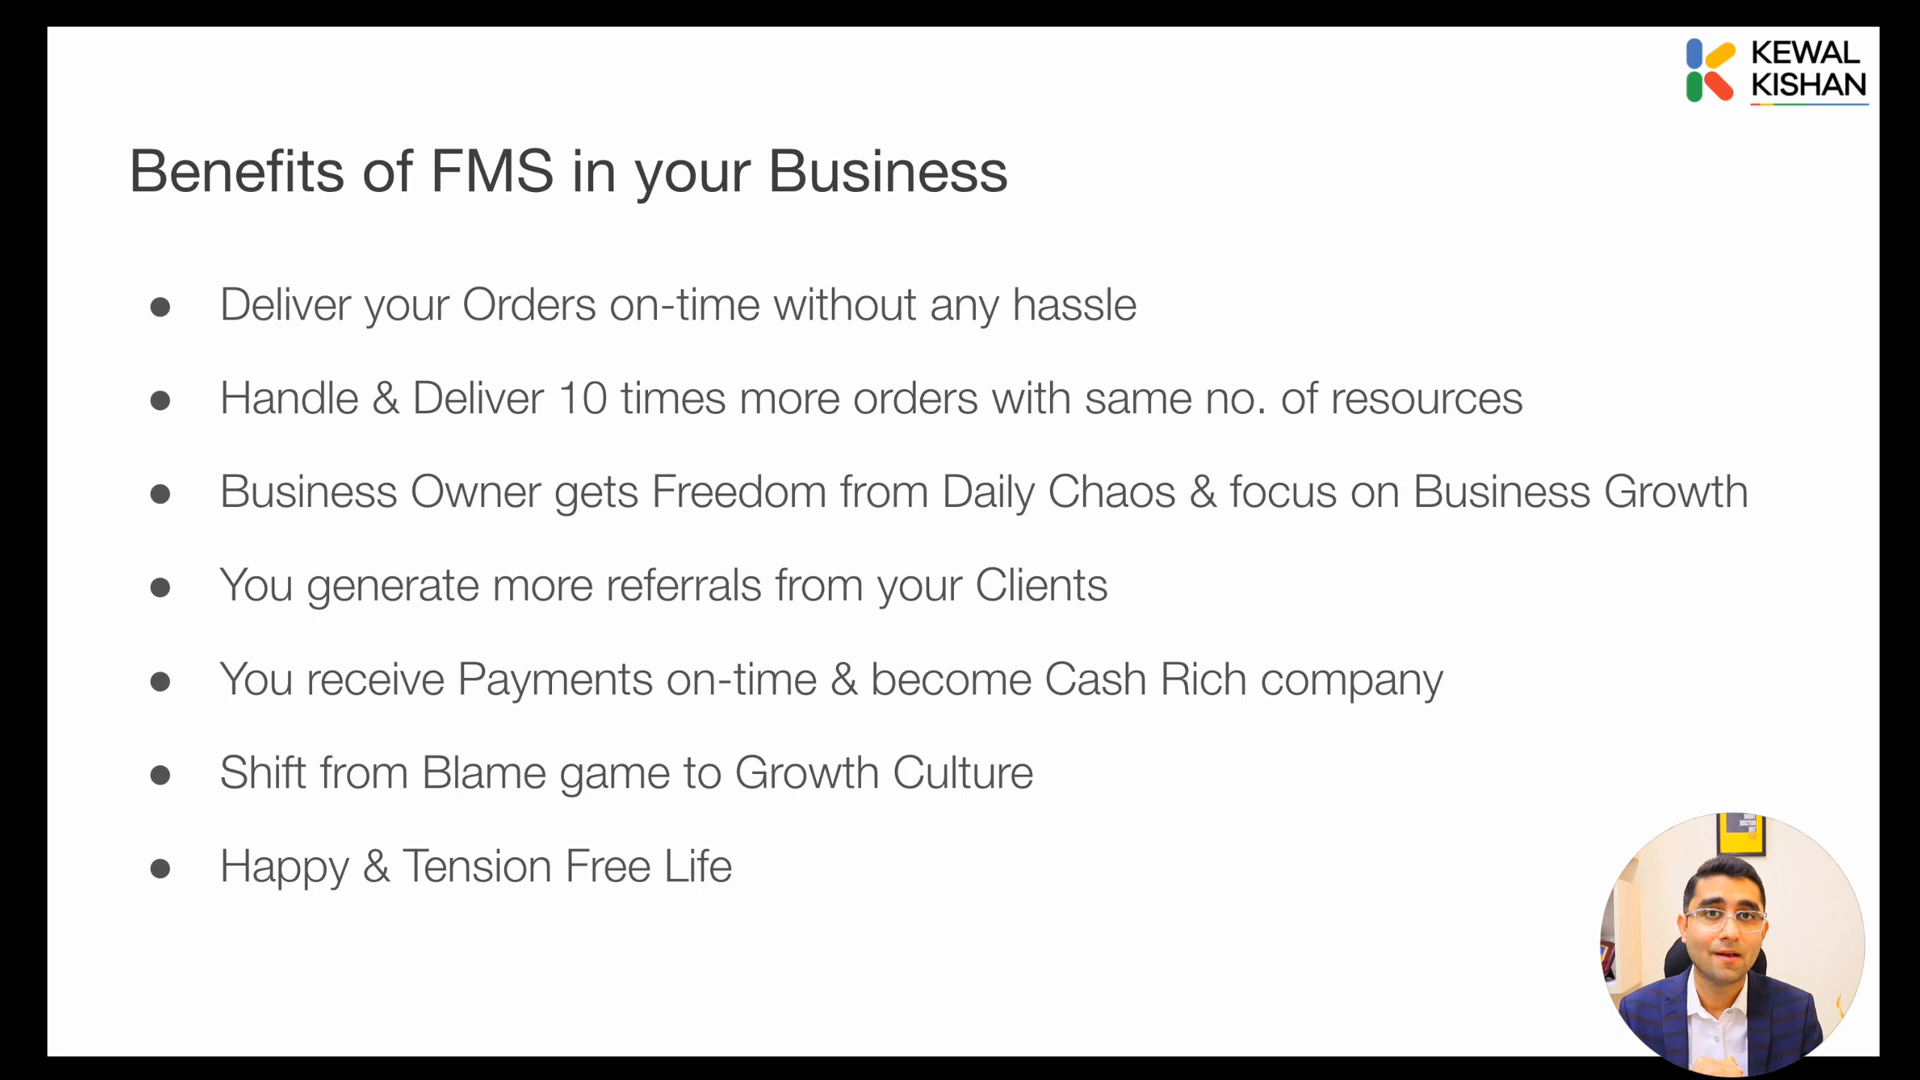 KEWAL
KISHAN
Benefits of FMS in your Business
● Deliver your Orders on-time without any hassle
● Handle & Deliver 10 times more orders with same no. of resources
● Business Owner gets Freedom from Daily Chaos & focus on Business Growth
● You generate more referrals from your Clients
● You receive Payments on-time & become Cash Rich company
● Shift from Blame game to Growth Culture
● Happy & Tension Free Life